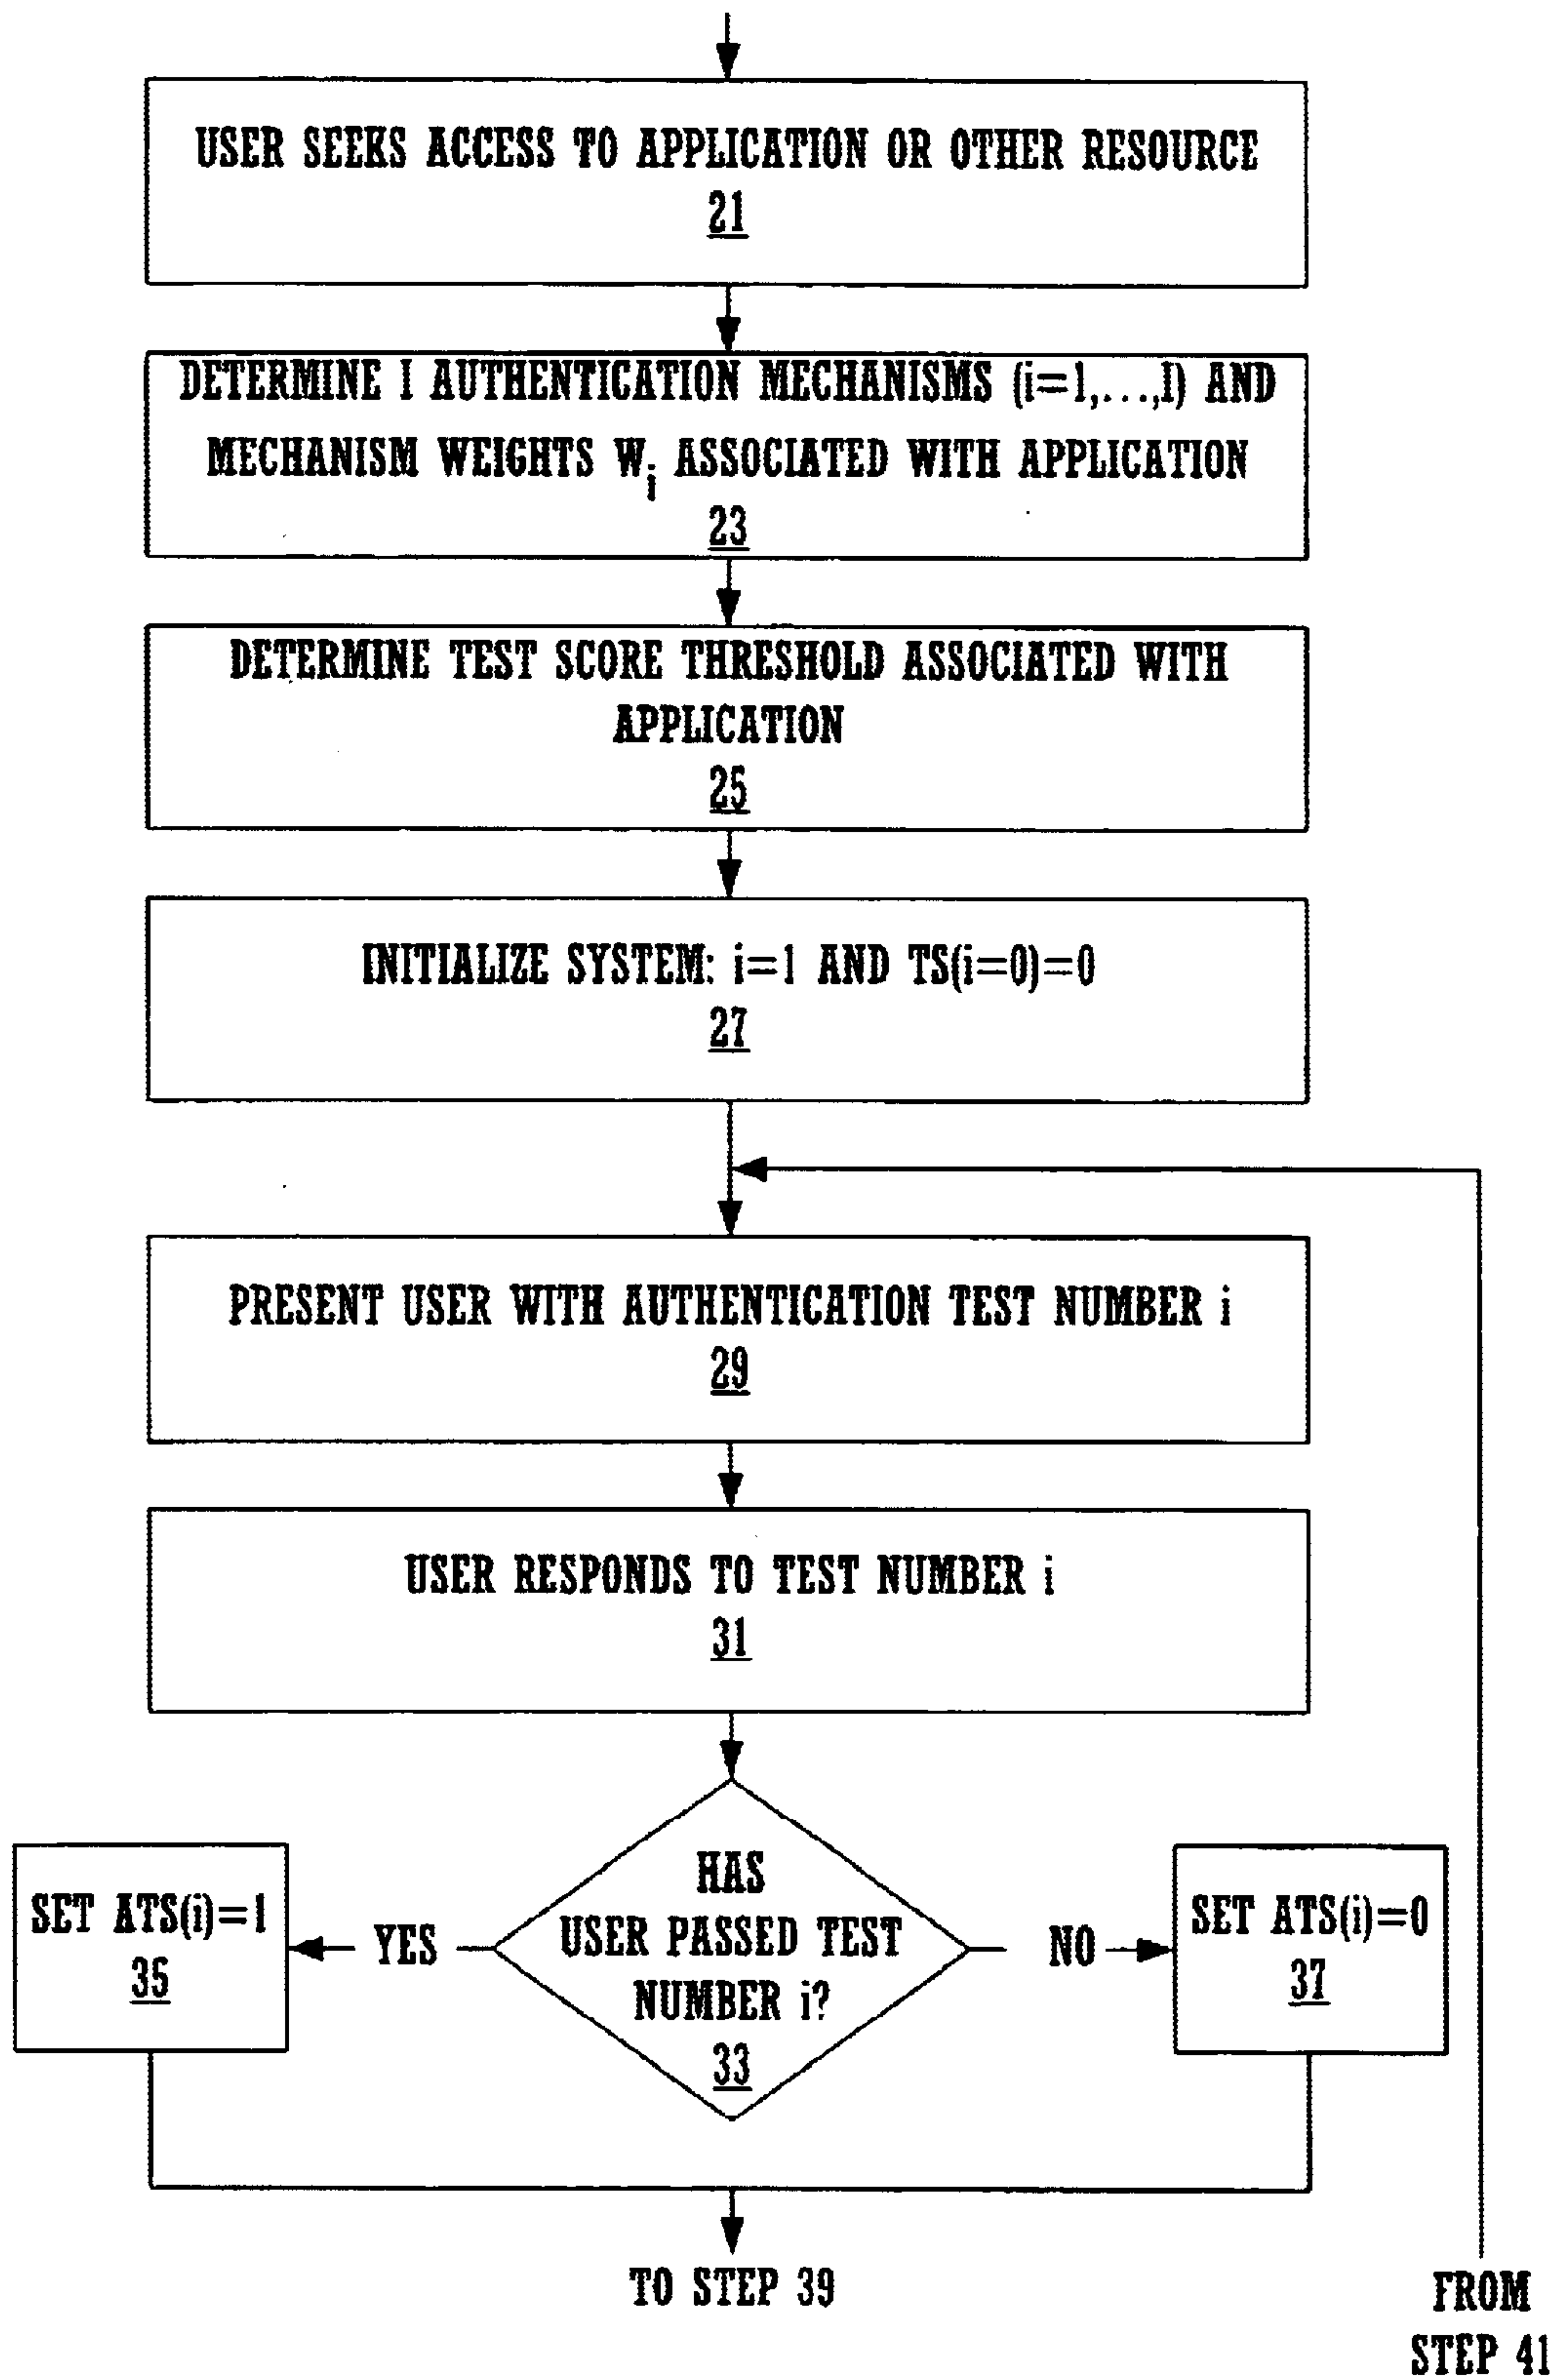 USER SEEKS ACCESS TO APPLICATION OR OTHER RESOURCE
21
DETERMINE I AUTHENTICATION MECHANISMS (i=1,...,I) AND
MECHANISM WEIGHTS Wi ASSOCIATED WITH APPLICATION
23
DETERMINE TEST SCORE THRESHOLD ASSOCIATED WITH
APPLICATION
25
INITIALIZE SYSTEM: i=1 AND TS(i=0)=0
27
PRESENT USER WITH AUTHENTICATION TEST NUMBER i
29
USER RESPONDS TO TEST NUMBER i
31
HAS
USER PASSED TEST
NUMBER i?
33
YES
SET ATS(i)=1
35
NO
SET ATS(i)=0
37
TO STEP 39
FROM
STEP 41